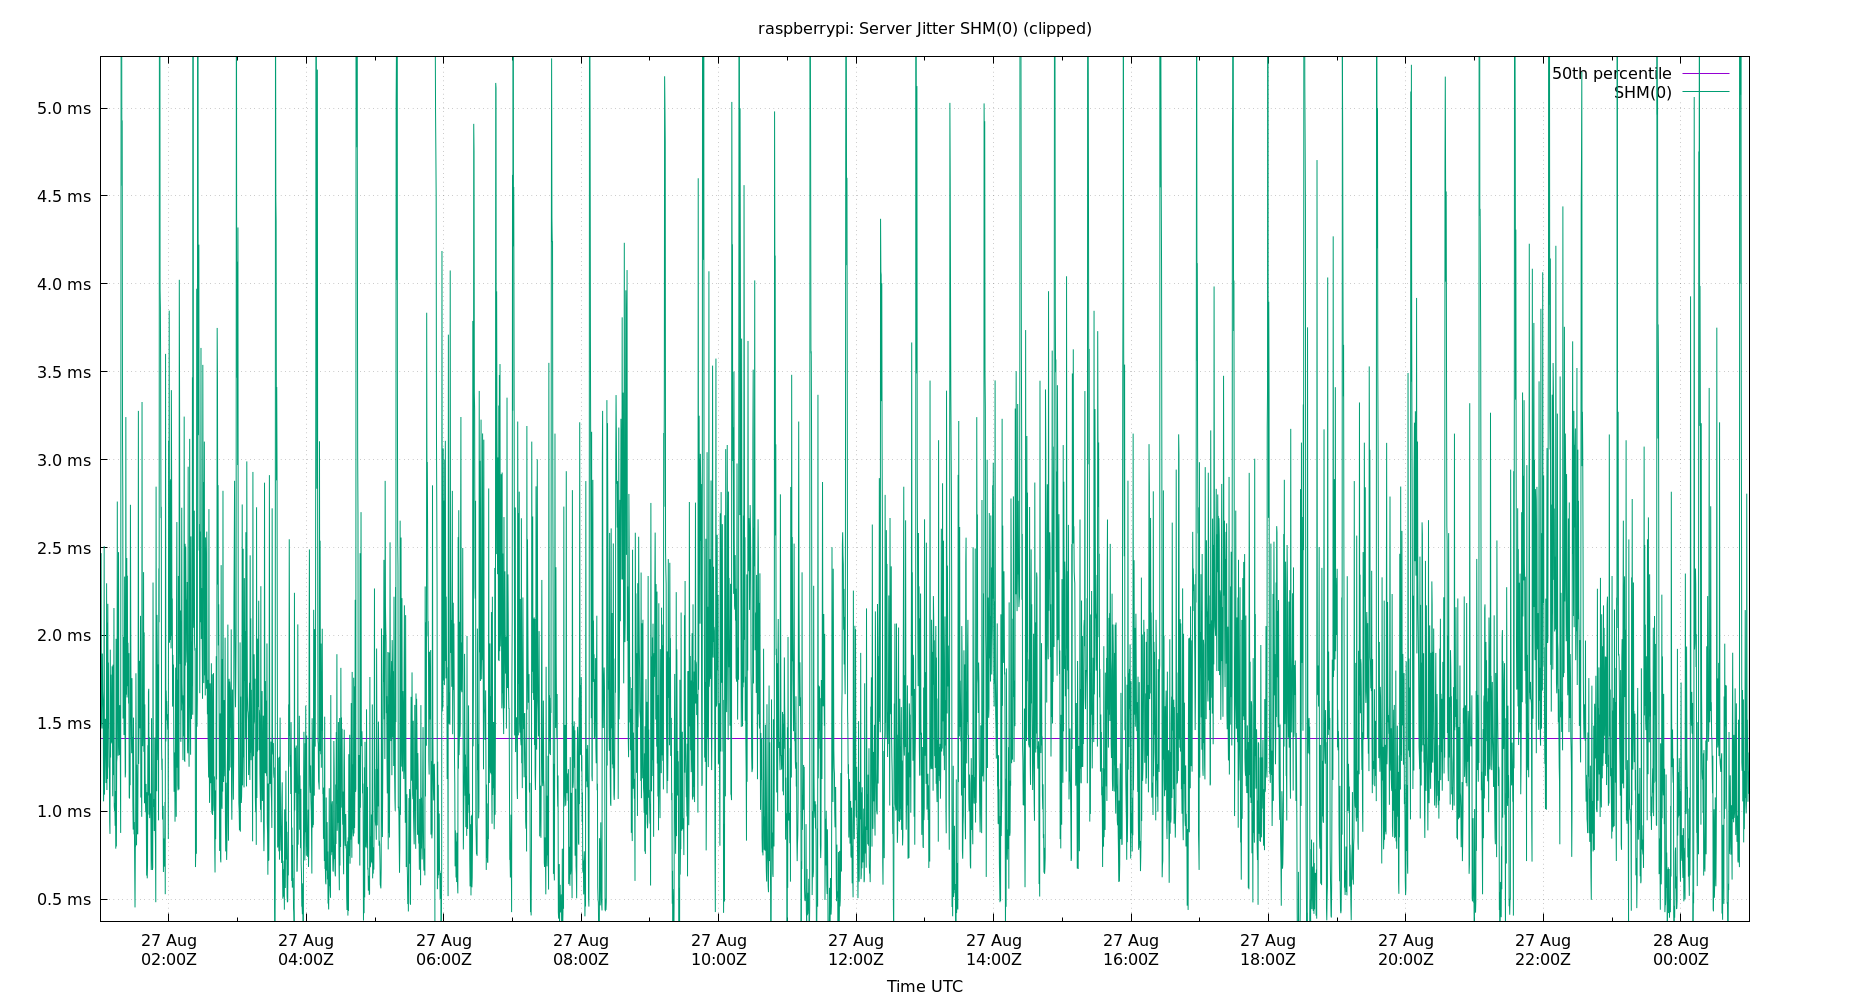 raspberrypi: Server Jitter SHM(0) (clipped)
50th percentile
SHM(0)
5.0 ms
4.5 ms
4.0 ms
3.5 ms
3.0 ms
2.5 ms
2.0 ms
1.5 ms
1.0 ms
0.5 ms
27 Aug 27 Aug 27 Aug 27 Aug 27 Aug 27 Aug 27 Aug 27 Aug 27 Aug 27 Aug 27 Aug 28 Aug
02:00Z 04:00Z 06:00Z 08:00Z 10:00Z 12:00Z 14:00Z 16:00Z 18:00Z 20:00Z 22:00Z 00:00Z
Time UTC